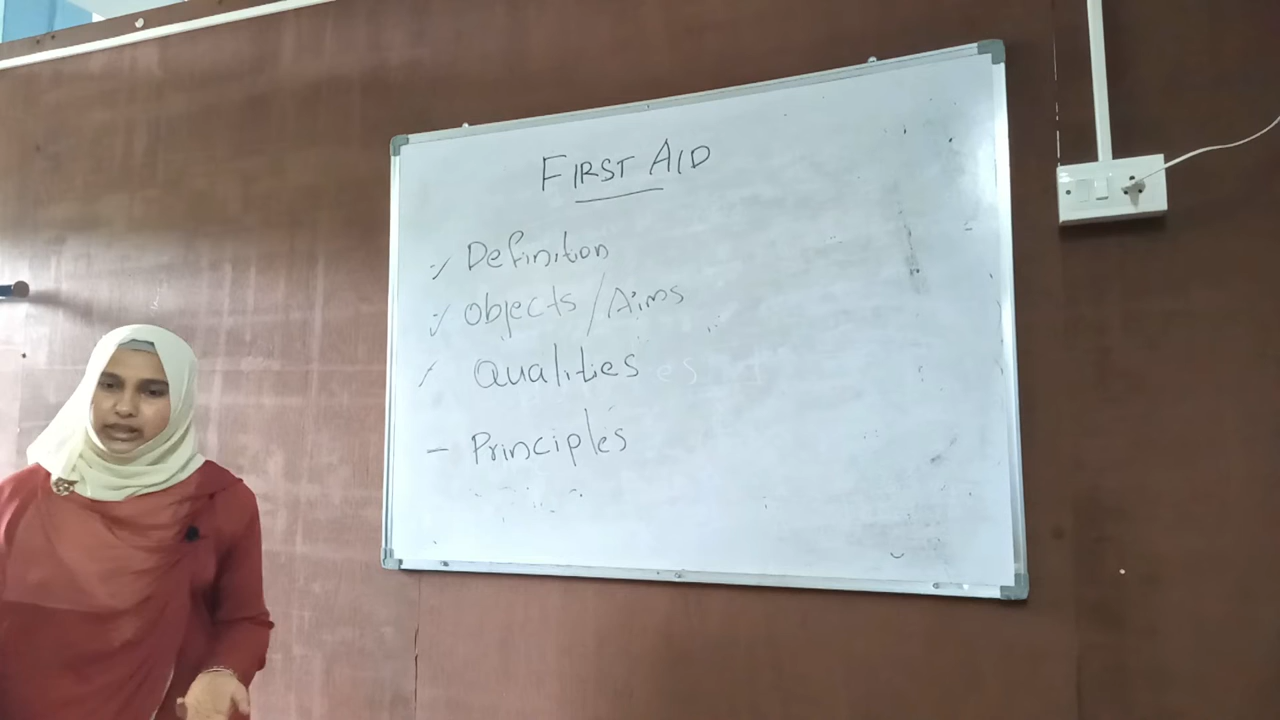 FIRST AID
Definition
Objects/Aims
Qualities
- Principles